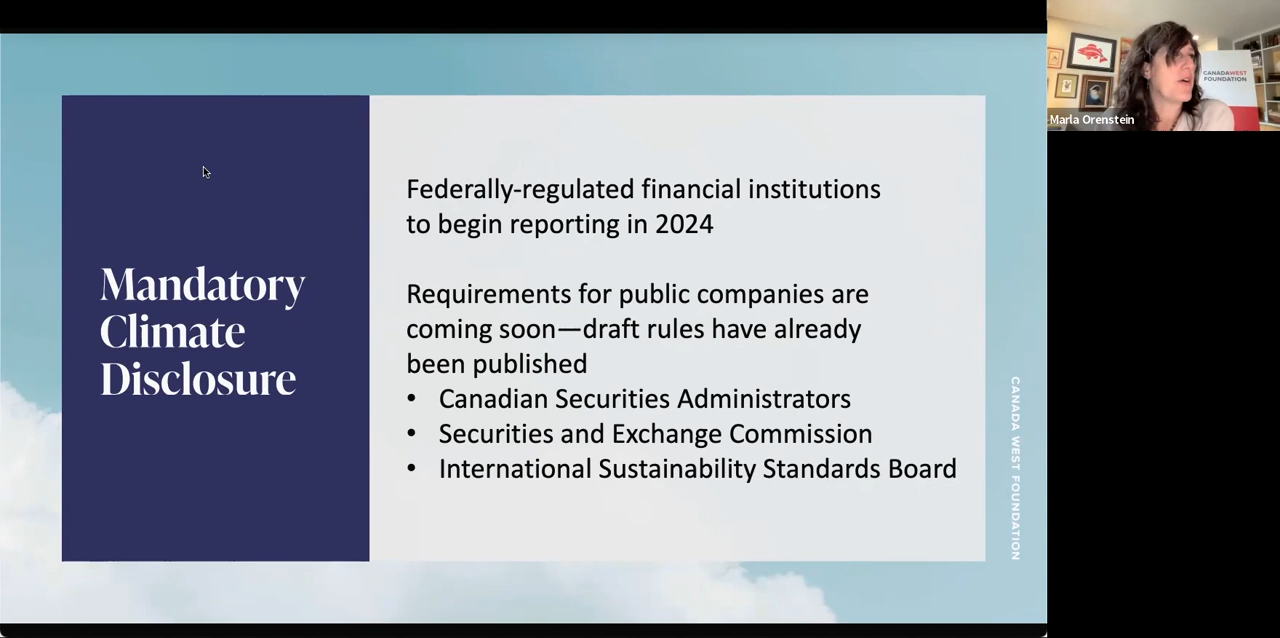 Mandatory
Climate
Disclosure
Federally-regulated financial institutions
to begin reporting in 2024
Requirements for public companies are
coming soon—draft rules have already
been published
• Canadian Securities Administrators
• Securities and Exchange Commission
• International Sustainability Standards Board
CANADA WEST FOUNDATION
CANADAWEST
FOUNDATION
Marla Orenstein